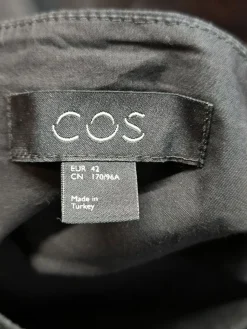 COS
EUR 42
CN 170/96A
Made in
Turkey